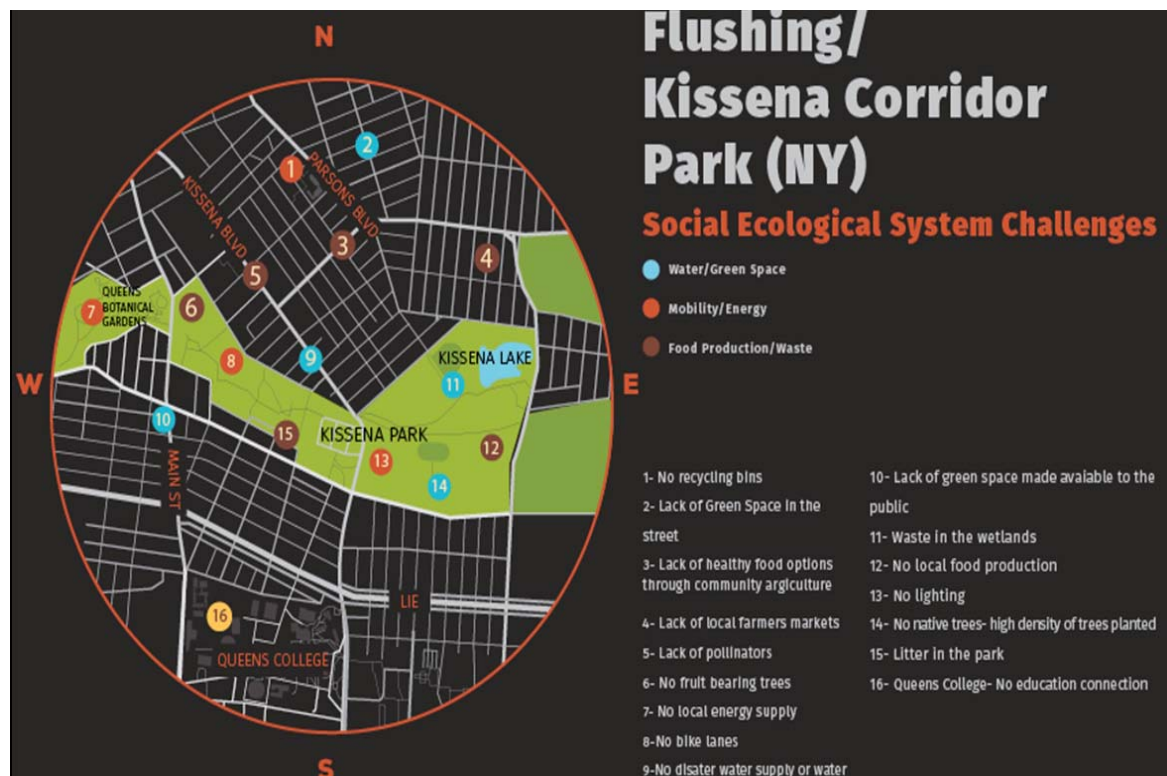 N
W
E
S
1
2
3
4
5
6
7
8
9
10
11
12
13
14
15
16
PARSONS BLVD
KISSENA BLVD
QUEENS
BOTANICAL
GARDENS
KISSENA LAKE
KISSENA PARK
MAIN ST
LIE
QUEENS COLLEGE
Flushing/
Kissena Corridor
Park (NY)
Social Ecological System Challenges
Water/Green Space
Mobility/Energy
Food Production/Waste
1- No recycling bins
2- Lack of Green Space in the
street
3- Lack of healthy food options
through community argiculture
4- Lack of local farmers markets
5- Lack of pollinators
6- No fruit bearing trees
7- No local energy supply
8-No bike lanes
9-No disater water supply or water
10- Lack of green space made avaiable to the
public
11- Waste in the wetlands
12- No local food production
13- No lighting
14- No native trees- high density of trees planted
15- Litter in the park
16- Queens College- No education connection